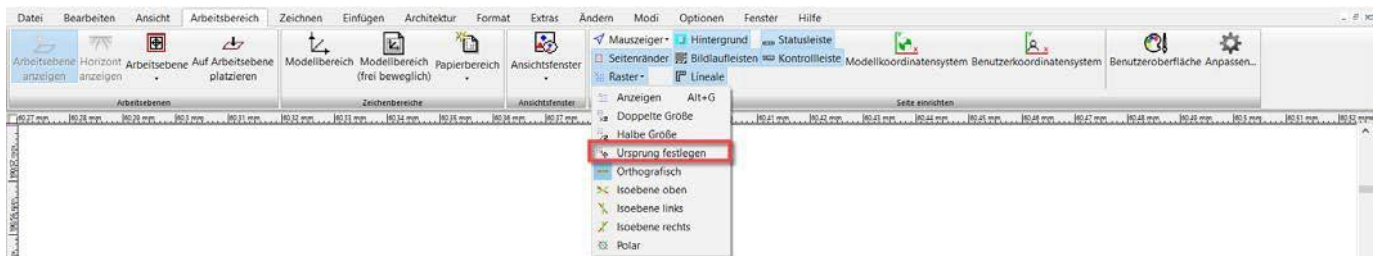 Datei Bearbeiten Ansicht Arbeitsbereich Zeichnen Einfügen Architektur Format Extras Ändern Modi Optionen Fenster Hilfe
Arbeitsebene anzeigen
Horizont anzeigen
Arbeitsebene
Auf Arbeitsebene platzieren
Arbeitsebenen
Modellbereich
Modellbereich (frei beweglich)
Papierbereich
Zeichenbereiche
Ansichtsfenster
Ansichtsfenster
Mauszeiger
Hintergrund
Statusleiste
Seitenränder
Bildlaufleisten
Kontrollleiste
Raster
Lineale
Modellkoordinatensystem
Benutzerkoordinatensystem
Benutzeroberfläche
Anpassen...
Seite einrichten
Anzeigen Alt+G
Doppelte Größe
Halbe Größe
Ursprung festlegen
Orthografisch
Isoebene oben
Isoebene links
Isoebene rechts
Polar